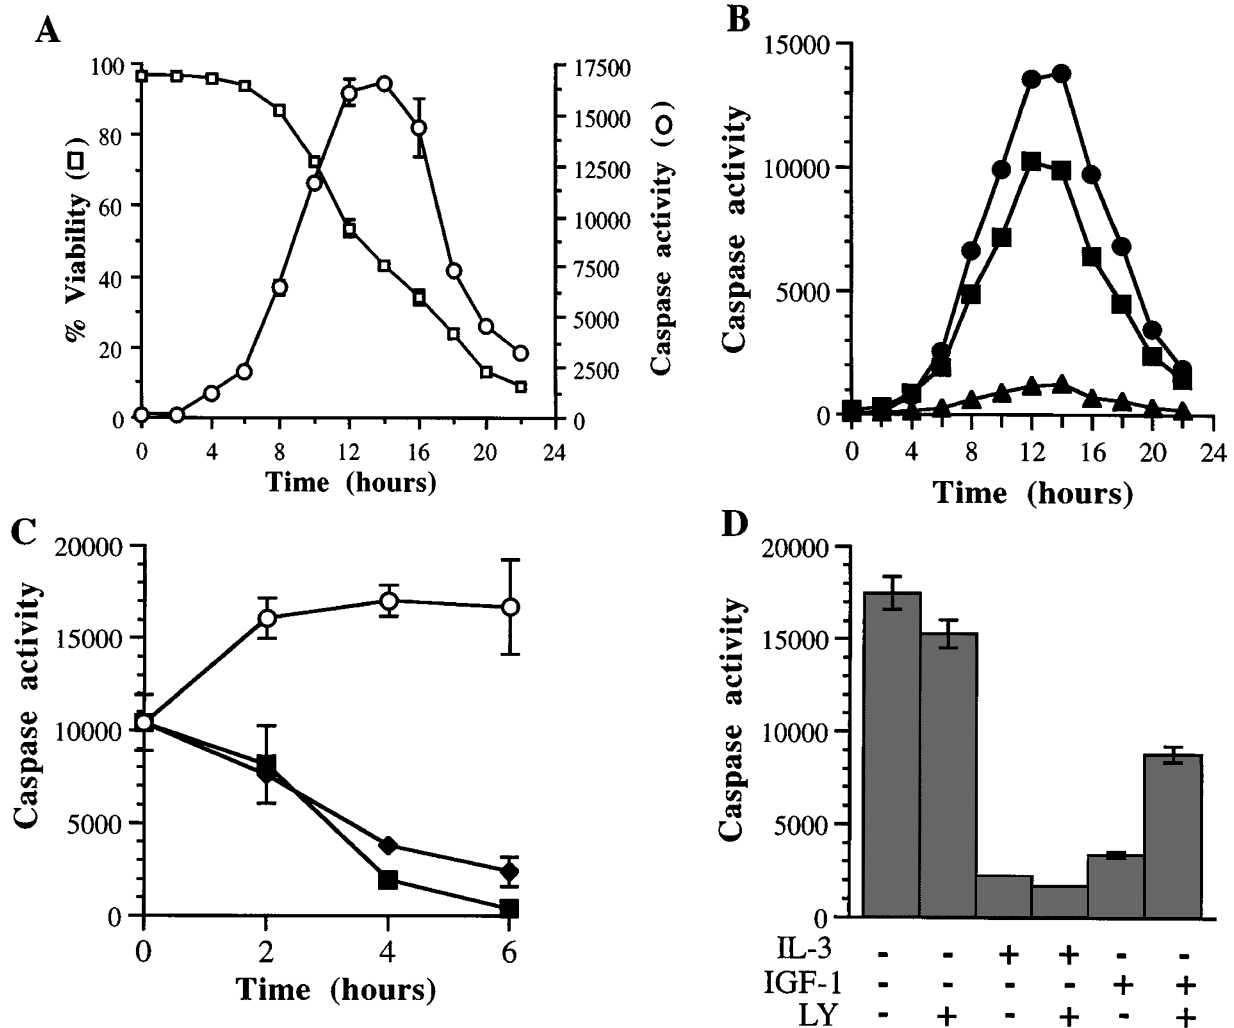 A
100
80
60
40
20
0
% Viability (□)
17500
15000
12500
10000
7500
5000
2500
0
Caspase activity (○)
0 4 8 12 16 20 24
Time (hours)
B
15000
10000
5000
0
Caspase activity
0 4 8 12 16 20 24
Time (hours)
C
20000
15000
10000
5000
0
Caspase activity
0 2 4 6
Time (hours)
D
20000
15000
10000
5000
0
Caspase activity
IL-3 - - + + - -
IGF-1 - - - - + +
LY - + - + - +